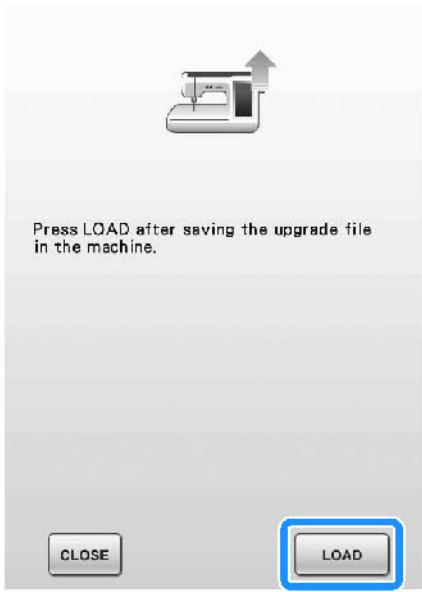 Press LOAD after saving the upgrade file
in the machine.
CLOSE
LOAD